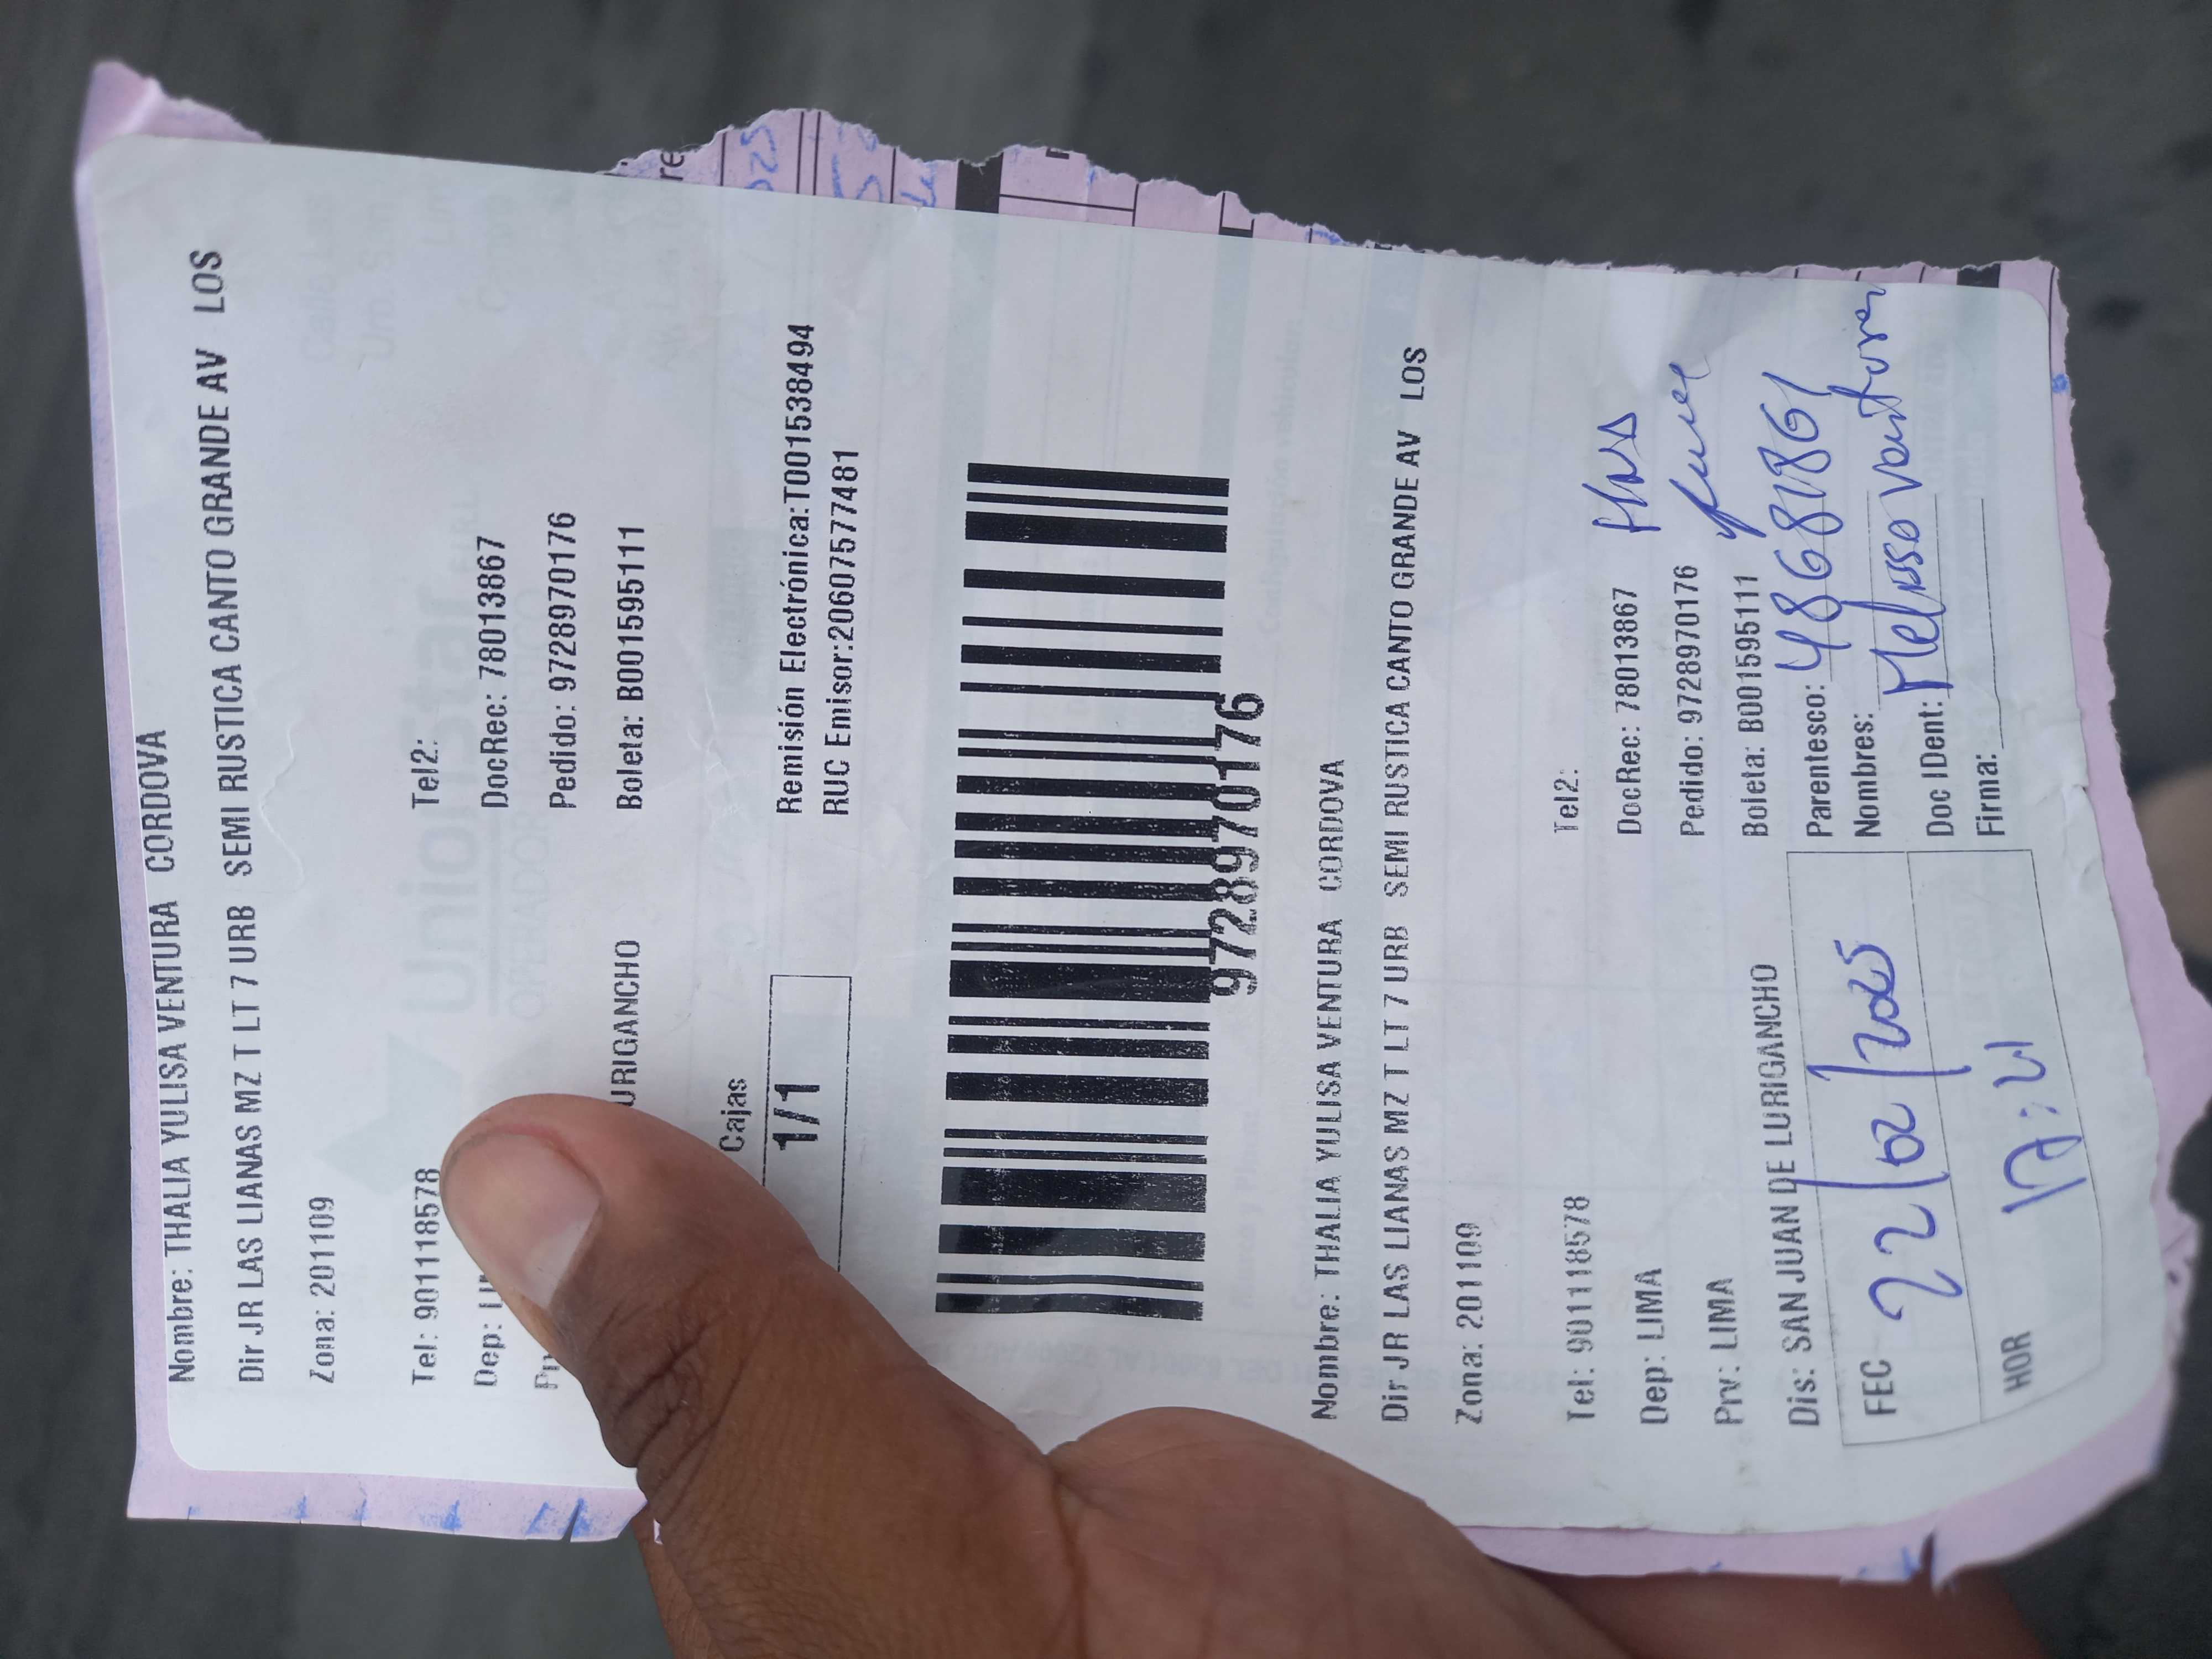 Nombre: THALIA YULISA VENTURA CORDOVA
Dir JR LAS LIANAS MZ T LT 7 URB SEMI RUSTICA CANTO GRANDE AV LOS
Zona: 201109
Tel: 901118578 Tel2:
Dep: DocRec: 78013867
Pedido: 9728970176
URIGANCHO Boleta: B001595111
Cajas
1/1
Remisión Electrónica:T001538494
RUC Emisor:20607577481
9728970176
Nombre: THALIA YULISA VENTURA CORDOVA
Dir JR LAS LIANAS MZ T LT 7 URB SEMI RUSTICA CANTO GRANDE AV LOS
Zona: 201109
Tel: 901118578 Tel2:
Dep: LIMA DocRec: 78013867
Prv: LIMA Pedido: 9728970176
Dis: SAN JUAN DE LURIGANCHO Boleta: B001595111
Parentesco: 48681861
FEC 22/02/2025 Nombres:
Doc IDent: Melissa Ventura
HOR Firma: